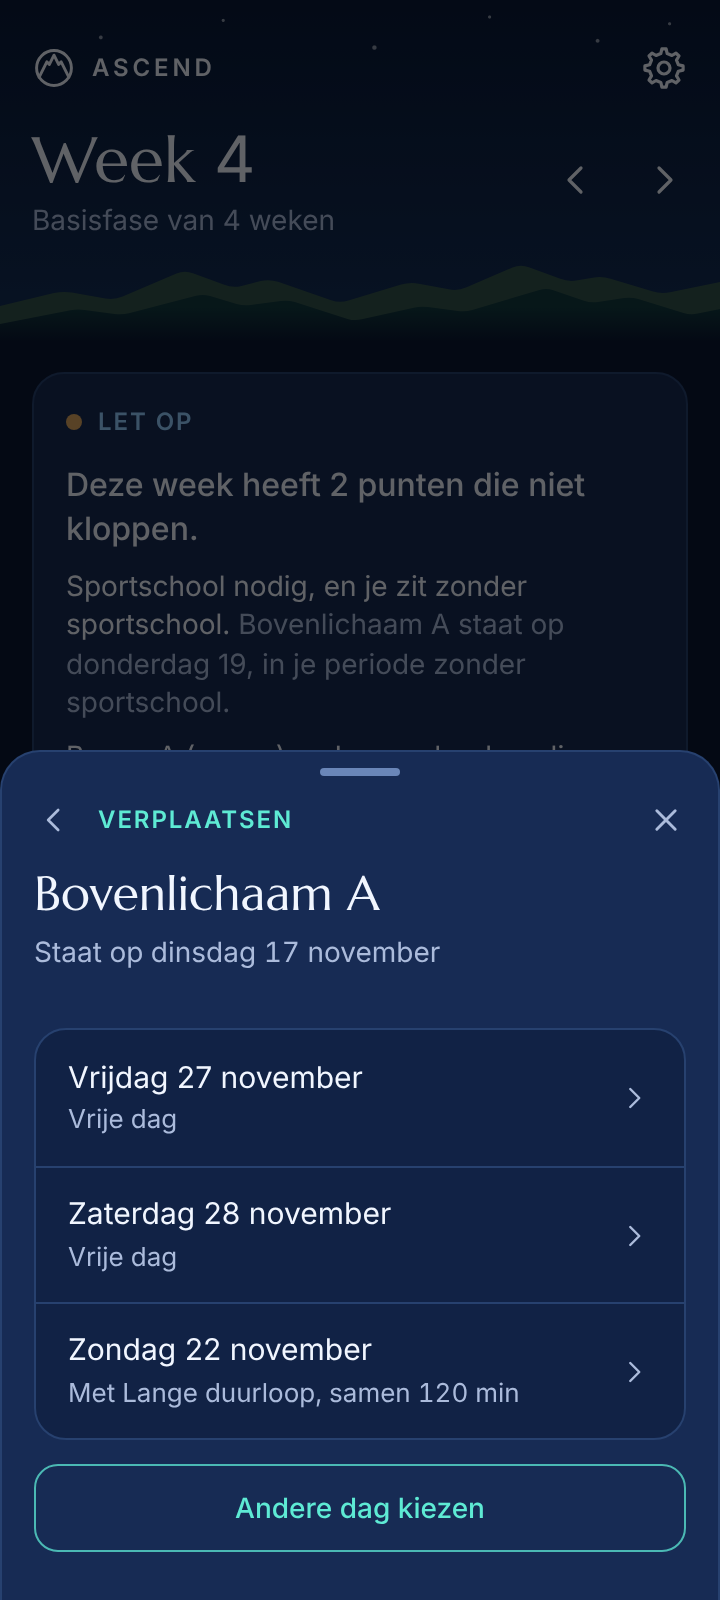 ASCEND
Week 4
Basisfase van 4 weken
LET OP
Deze week heeft 2 punten die niet
kloppen.
Sportschool nodig, en je zit zonder
sportschool. Bovenlichaam A staat op
donderdag 19, in je periode zonder
sportschool.
VERPLAATSEN
Bovenlichaam A
Staat op dinsdag 17 november
Vrijdag 27 november
Vrije dag
Zaterdag 28 november
Vrije dag
Zondag 22 november
Met Lange duurloop, samen 120 min
Andere dag kiezen